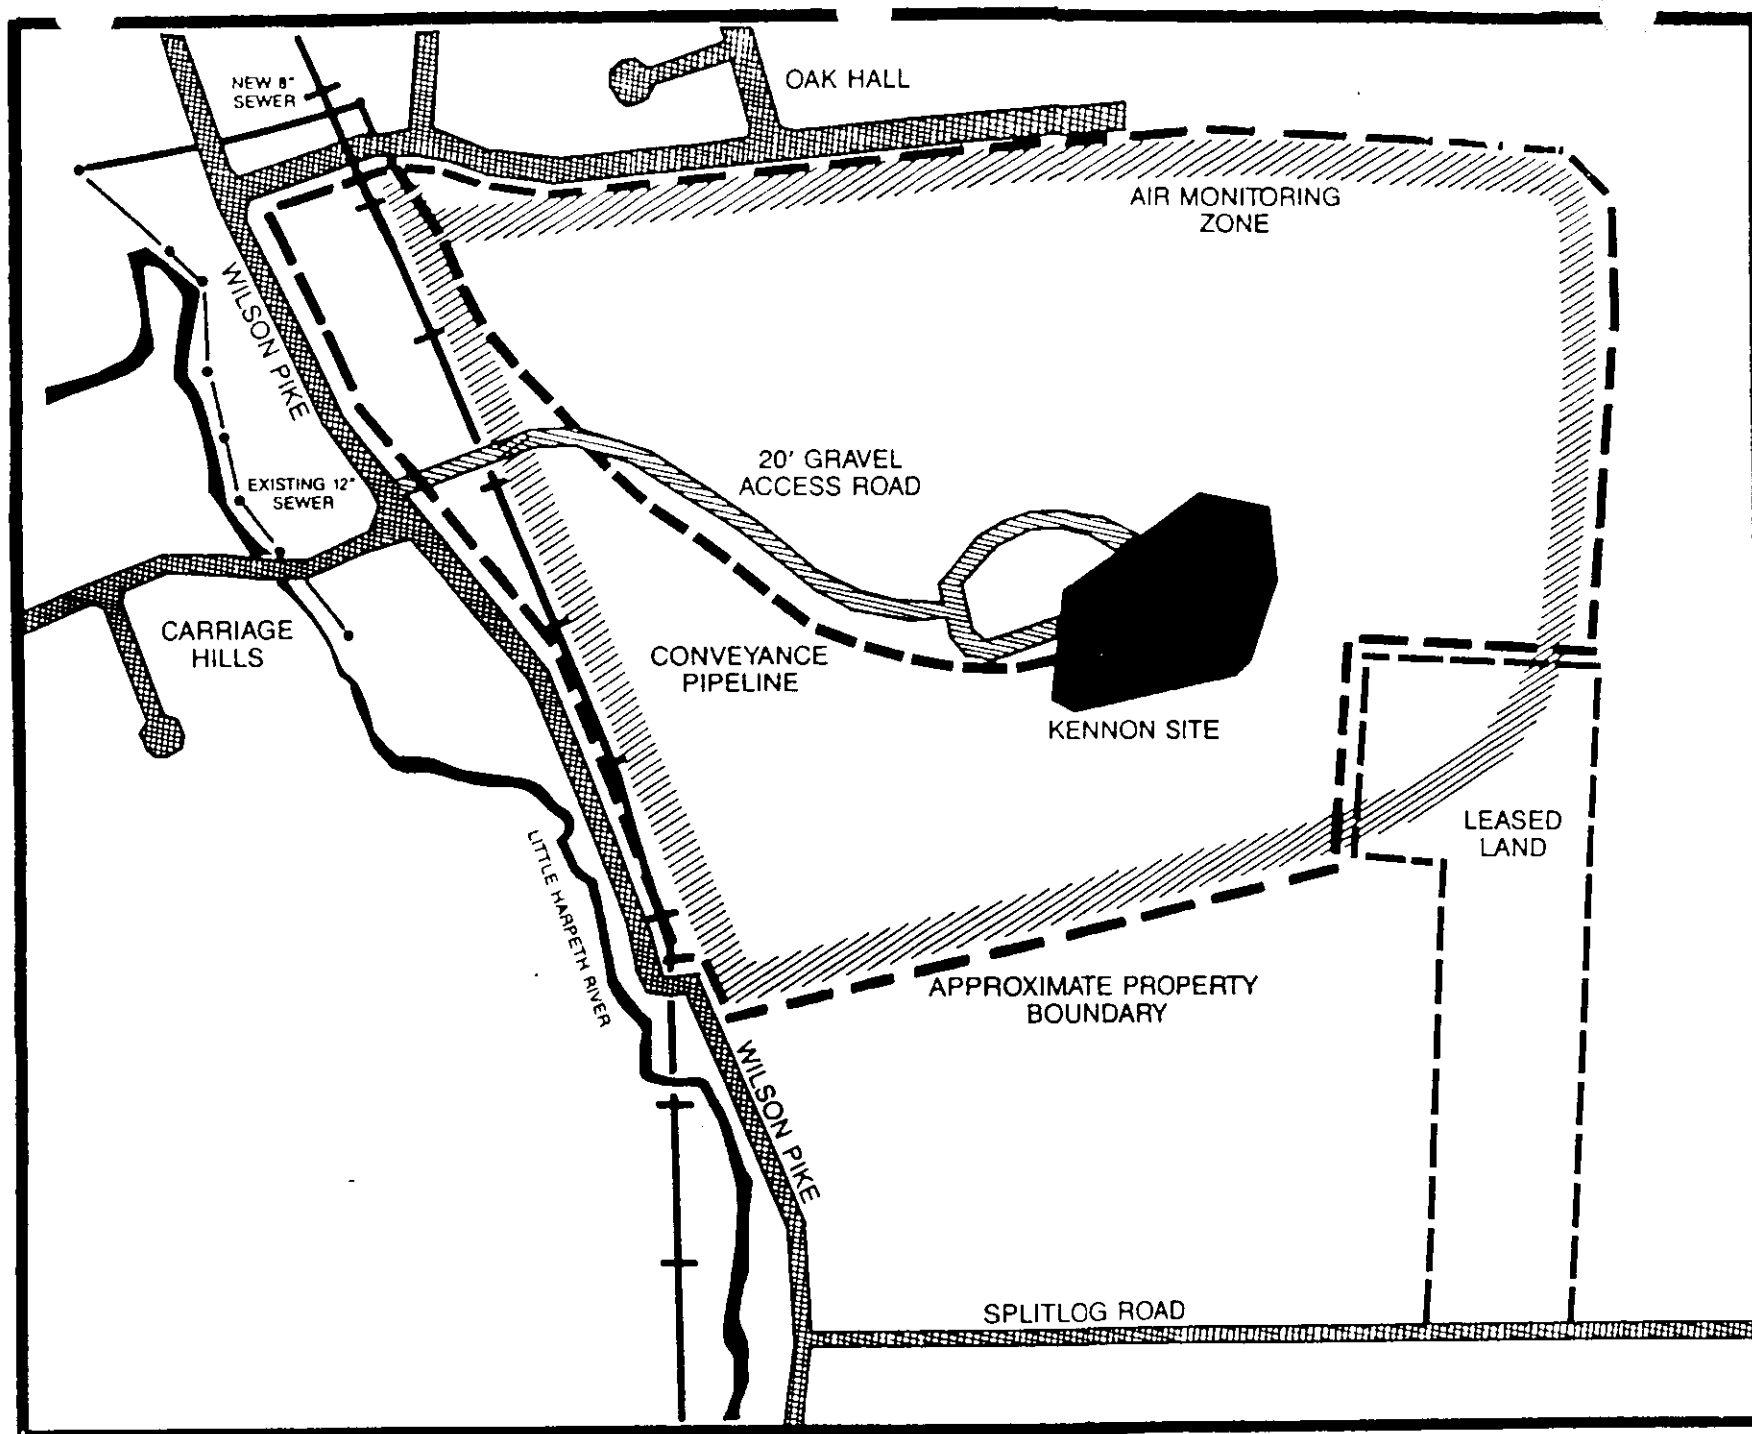 NEW 8"
SEWER
OAK HALL
AIR MONITORING
ZONE
WILSON PIKE
20' GRAVEL
ACCESS ROAD
EXISTING 12"
SEWER
CARRIAGE
HILLS
CONVEYANCE
PIPELINE
KENNON SITE
LEASED
LAND
LITTLE HARPETH RIVER
APPROXIMATE PROPERTY
BOUNDARY
WILSON PIKE
SPLITLOG ROAD